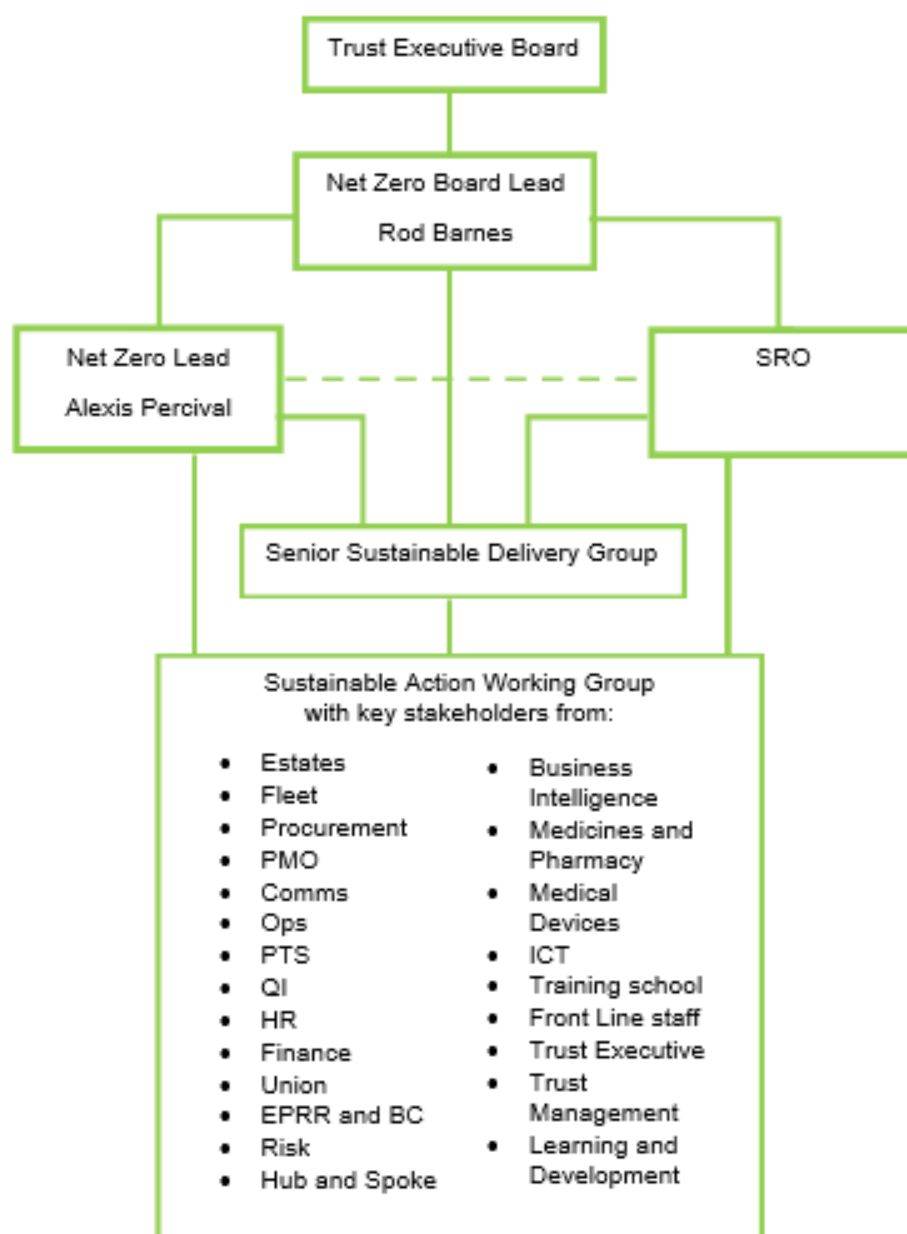 Trust Executive Board
Net Zero Board Lead
Rod Barnes
Net Zero Lead
Alexis Percival
SRO
Senior Sustainable Delivery Group
Sustainable Action Working Group
with key stakeholders from:
• Estates
• Fleet
• Procurement
• PMO
• Comms
• Ops
• PTS
• QI
• HR
• Finance
• Union
• EPRR and BC
• Risk
• Hub and Spoke
• Business
Intelligence
• Medicines and
Pharmacy
• Medical
Devices
• ICT
• Training school
• Front Line staff
• Trust Executive
• Trust
Management
• Learning and
Development